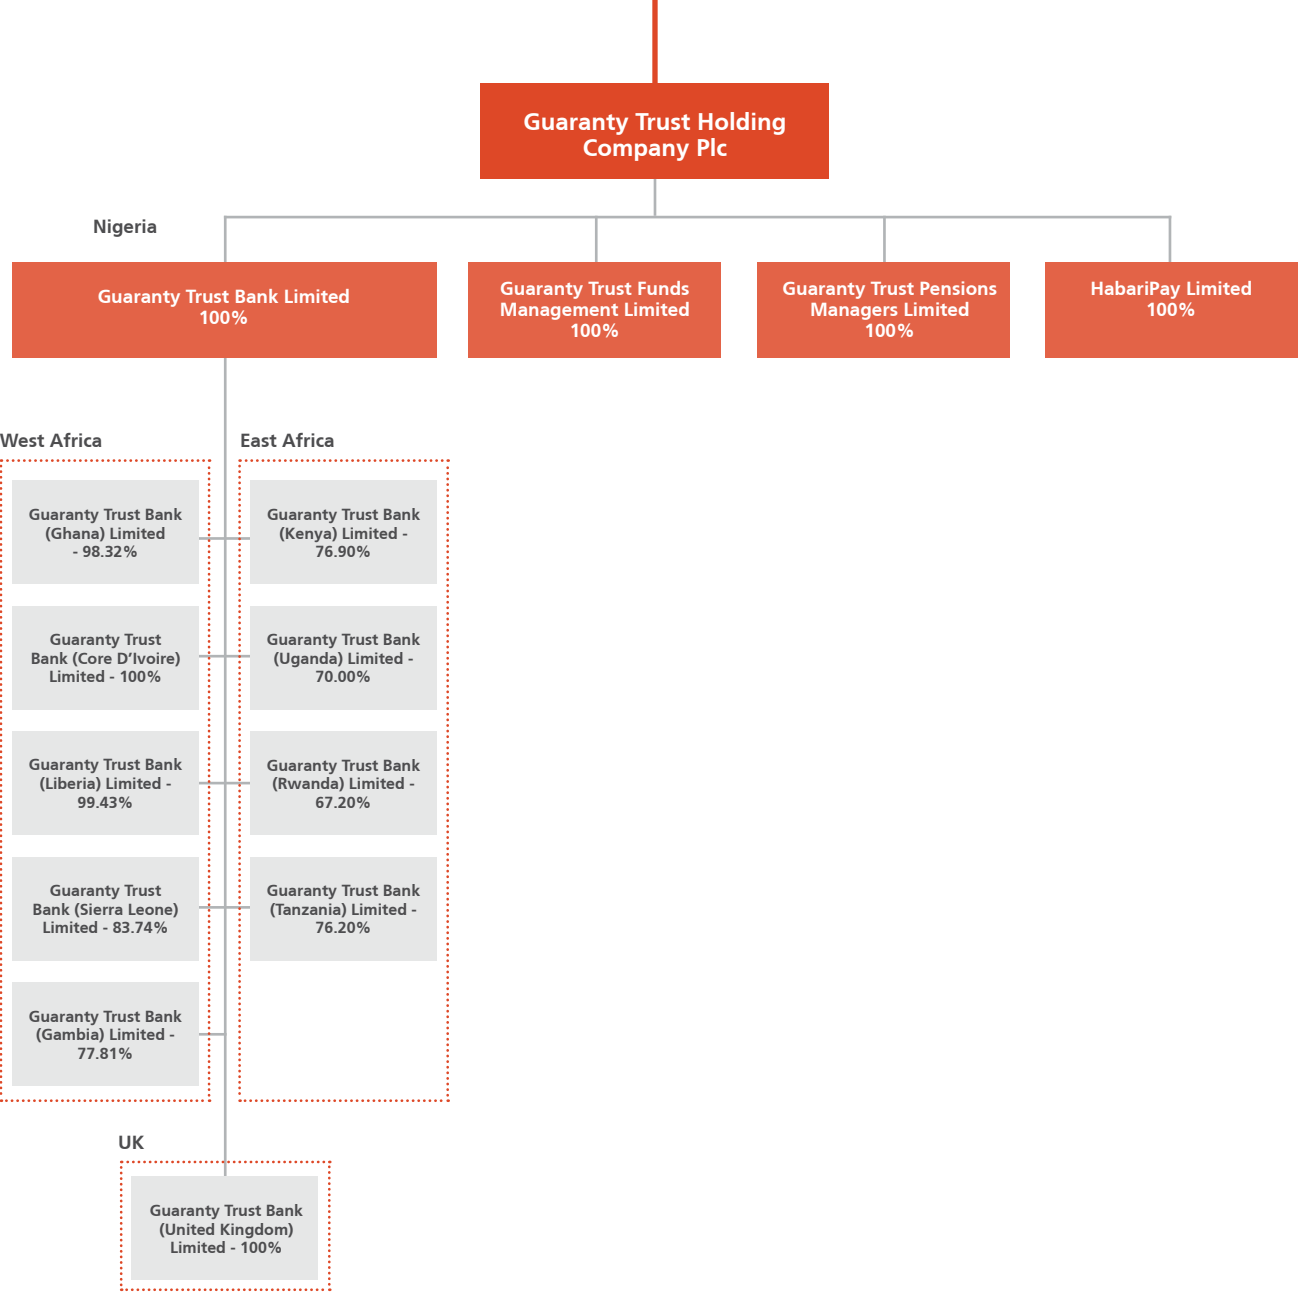 Guaranty Trust Holding
Company Plc
Nigeria
Guaranty Trust Bank Limited
100%
Guaranty Trust Funds
Management Limited
100%
Guaranty Trust Pensions
Managers Limited
100%
HabariPay Limited
100%
West Africa
Guaranty Trust Bank
(Ghana) Limited
- 98.32%
Guaranty Trust
Bank (Core D’Ivoire)
Limited - 100%
Guaranty Trust Bank
(Liberia) Limited -
99.43%
Guaranty Trust
Bank (Sierra Leone)
Limited - 83.74%
Guaranty Trust Bank
(Gambia) Limited -
77.81%
East Africa
Guaranty Trust Bank
(Kenya) Limited -
76.90%
Guaranty Trust Bank
(Uganda) Limited -
70.00%
Guaranty Trust Bank
(Rwanda) Limited -
67.20%
Guaranty Trust Bank
(Tanzania) Limited -
76.20%
UK
Guaranty Trust Bank
(United Kingdom)
Limited - 100%